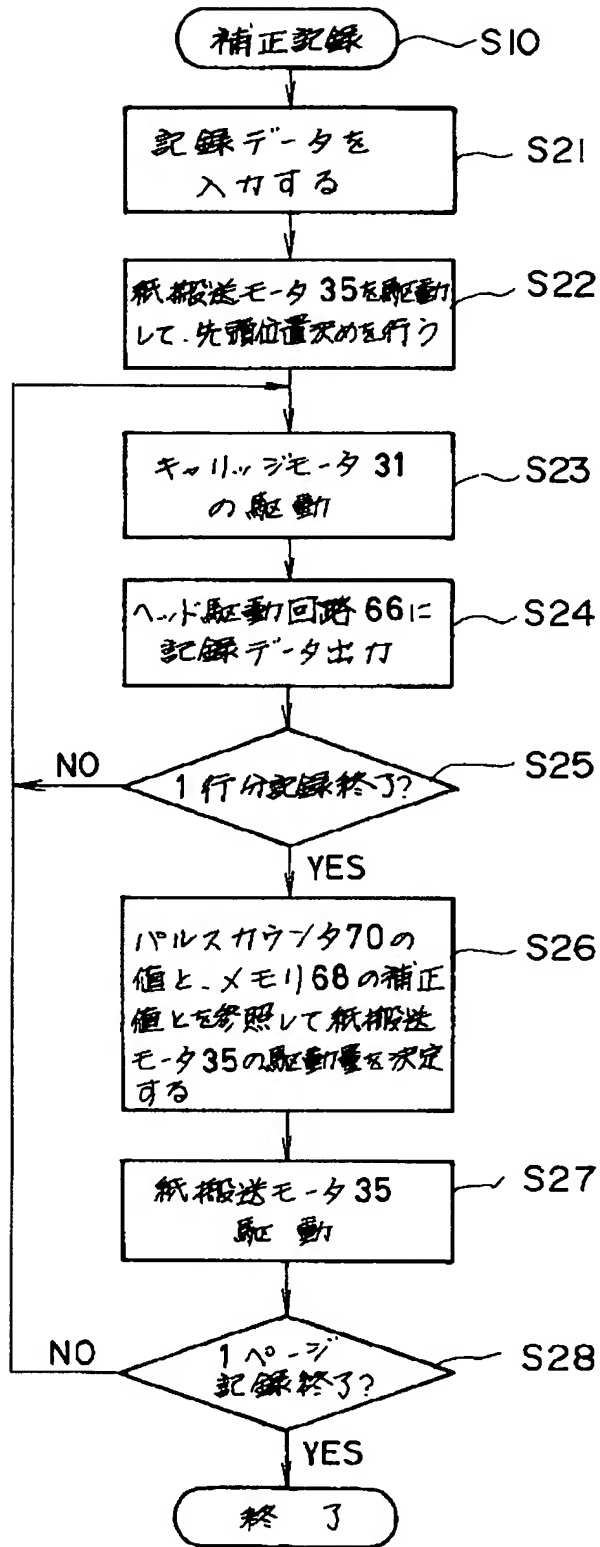 補正記録 S10
記録データを S21
入力する
紙搬送モータ35を駆動 S22
して、先頭位置決めを行う
キャリッジモータ31 S23
の駆動
ヘッド駆動回路66に S24
記録データ出力
NO 1行分記録終了? S25
YES
パルスカウンタ70の S26
値と、メモリ68の補正
値とを参照して紙搬送
モータ35の駆動量を決定
する
紙搬送モータ35 S27
駆動
NO 1ページ S28
記録終了?
YES
終了